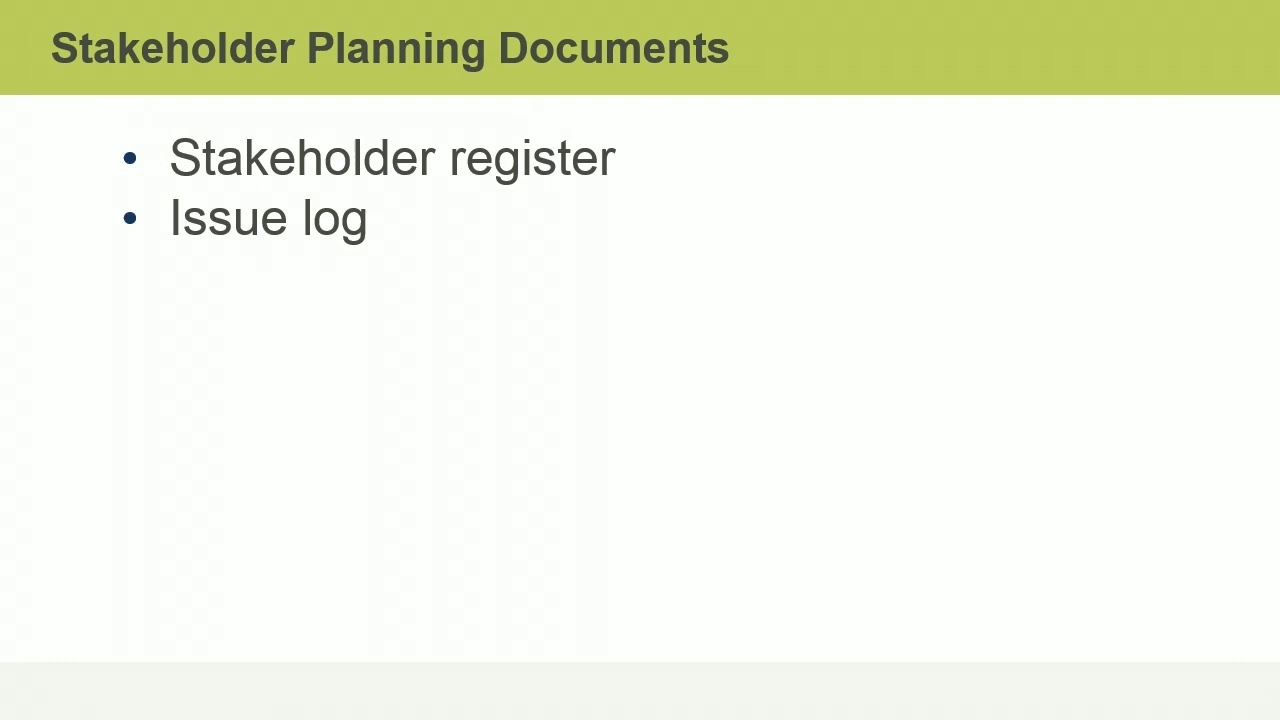 Stakeholder Planning Documents
• Stakeholder register
• Issue log